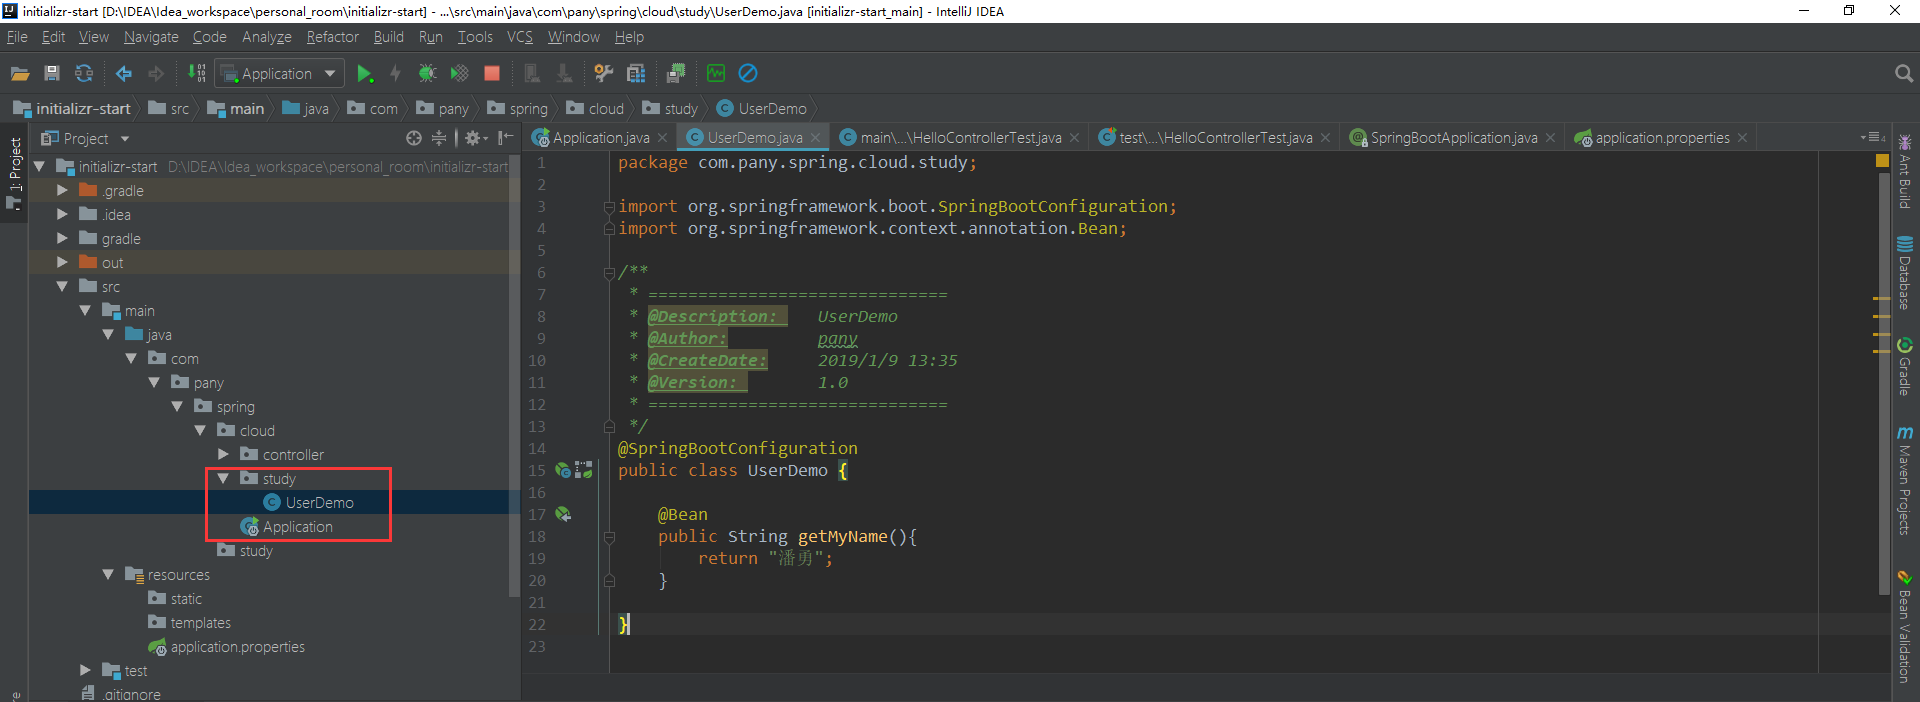 initializr-start [D:\IDEA\Idea_workspace\personal_room\initializr-start] - ...\src\main\java\com\pany\spring\cloud\study\UserDemo.java [initializr-start_main] - IntelliJ IDEA
File Edit View Navigate Code Analyze Refactor Build Run Tools VCS Window Help
Application
initializr-start src main java com pany spring cloud study UserDemo
Project
Application.java UserDemo.java main\...\HelloControllerTest.java test\...\HelloControllerTest.java SpringBootApplication.java application.properties
1: Project
initializr-start D:\IDEA\Idea_workspace\personal_room\initializr-start
.gradle
.idea
gradle
out
src
main
java
com
pany
spring
cloud
controller
study
UserDemo
Application
study
resources
static
templates
application.properties
test
.gitignore
1 package com.pany.spring.cloud.study;
2
3 import org.springframework.boot.SpringBootConfiguration;
4 import org.springframework.context.annotation.Bean;
5
6 /**
7 * ==============================
8 * @Description: UserDemo
9 * @Author: pany
10 * @CreateDate: 2019/1/9 13:35
11 * @Version: 1.0
12 * ==============================
13 */
14 @SpringBootConfiguration
15 public class UserDemo {
16
17 @Bean
18 public String getMyName(){
19 return "潘勇";
20 }
21
22 }
23
Ant Build
Database
Gradle
Maven Projects
Bean Validation